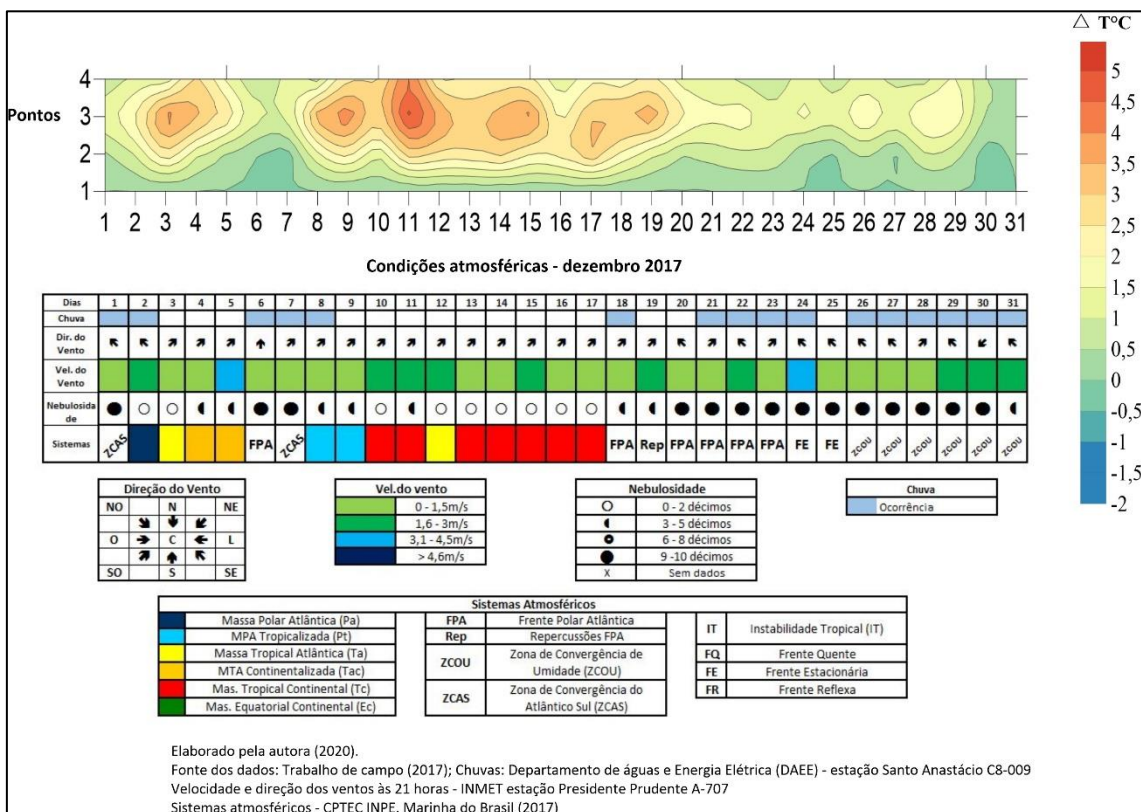 △ T°C
4
Pontos 3
2
1
1 2 3 4 5 6 7 8 9 10 11 12 13 14 15 16 17 18 19 20 21 22 23 24 25 26 27 28 29 30 31
5
4,5
4
3,5
3
2,5
2
1,5
1
0,5
0
-0,5
-1
-1,5
-2
Condições atmosféricas - dezembro 2017
Dias 1 2 3 4 5 6 7 8 9 10 11 12 13 14 15 16 17 18 19 20 21 22 23 24 25 26 27 28 29 30 31
Chuva
Dir. do
Vento
Vel. do
Vento
Nebulosida
de
Sistemas ZCAS FPA ZCAS FPA Rep FPA FPA FPA FPA FE FE ZCOU ZCOU ZCOU ZCOU ZCOU ZCOU
Direção do Vento
NO N NE
O C L
SO S SE
Vel.do vento
0 - 1,5m/s
1,6 - 3m/s
3,1 - 4,5m/s
> 4,6m/s
Nebulosidade
0 - 2 décimos
3 - 5 décimos
6 - 8 décimos
9 -10 décimos
X Sem dados
Chuva
Ocorrência
Sistemas Atmosféricos
Massa Polar Atlântica (Pa)
MPA Tropicalizada (Pt)
Massa Tropical Atlântica (Ta)
MTA Continentalizada (Tac)
Mas. Tropical Continental (Tc)
Mas. Equatorial Continental (Ec)
FPA Frente Polar Atlântica
Rep Repercussões FPA
ZCOU Zona de Convergência de
Umidade (ZCOU)
ZCAS Zona de Convergência do
Atlântico Sul (ZCAS)
IT Instabilidade Tropical (IT)
FQ Frente Quente
FE Frente Estacionária
FR Frente Reflexa
Elaborado pela autora (2020).
Fonte dos dados: Trabalho de campo (2017); Chuvas: Departamento de águas e Energia Elétrica (DAEE) - estação Santo Anastácio C8-009
Velocidade e direção dos ventos às 21 horas - INMET estação Presidente Prudente A-707
Sistemas atmosféricos - CPTEC INPE, Marinha do Brasil (2017)